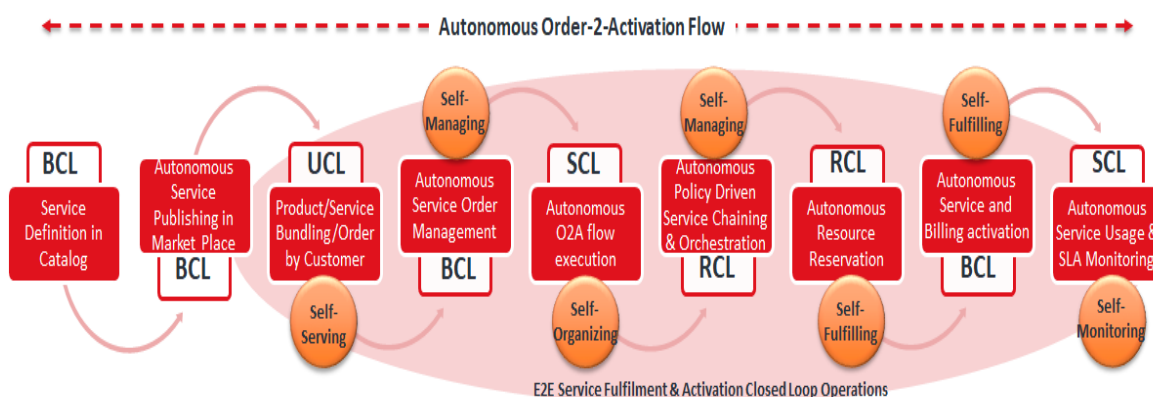 Autonomous Order-2-Activation Flow
BCL
Service
Definition in
Catalog
Autonomous
Service
Publishing in
Market Place
BCL
UCL
Product/Service
Bundling/Order
by Customer
Self-
Serving
Self-
Managing
Autonomous
Service Order
Management
BCL
SCL
Autonomous
O2A flow
execution
Self-
Organizing
Self-
Managing
Autonomous
Policy Driven
Service Chaining
& Orchestration
RCL
RCL
Autonomous
Resource
Reservation
Self-
Fulfilling
Self-
Fulfilling
Autonomous
Service and
Billing activation
BCL
SCL
Autonomous
Service Usage &
SLA Monitoring
Self-
Monitoring
E2E Service Fulfilment & Activation Closed Loop Operations